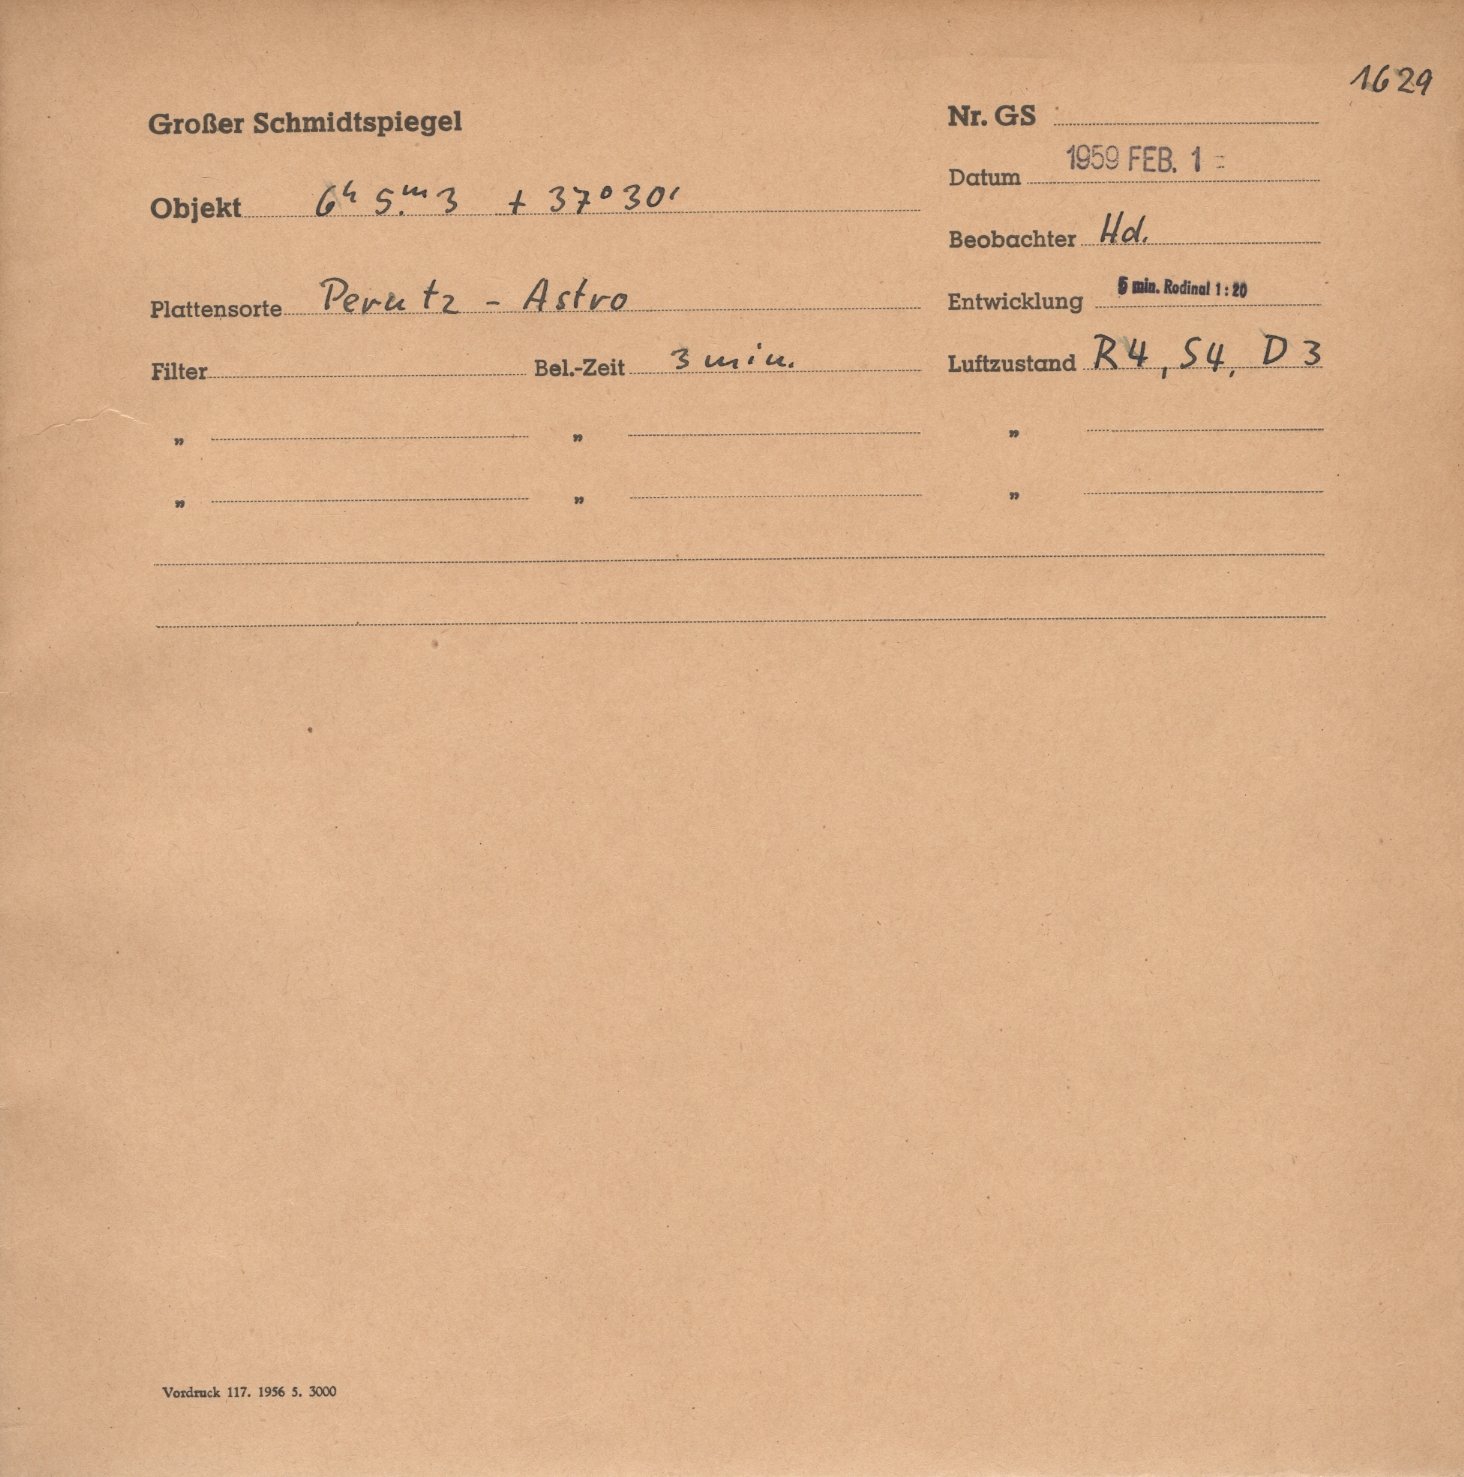 1629
Großer Schmidtspiegel
Nr. GS
Datum 1959 FEB. 1
Objekt 6ʰ 5.ᵐ3 + 37°30'
Beobachter Hd.
Plattensorte Perutz - Astro
Entwicklung 5 min. Rodinal 1:20
Filter Bel.-Zeit 3 min. Luftzustand R4, S4, D3
„ „ „
„ „ „
Vordruck 117. 1956 5. 3000